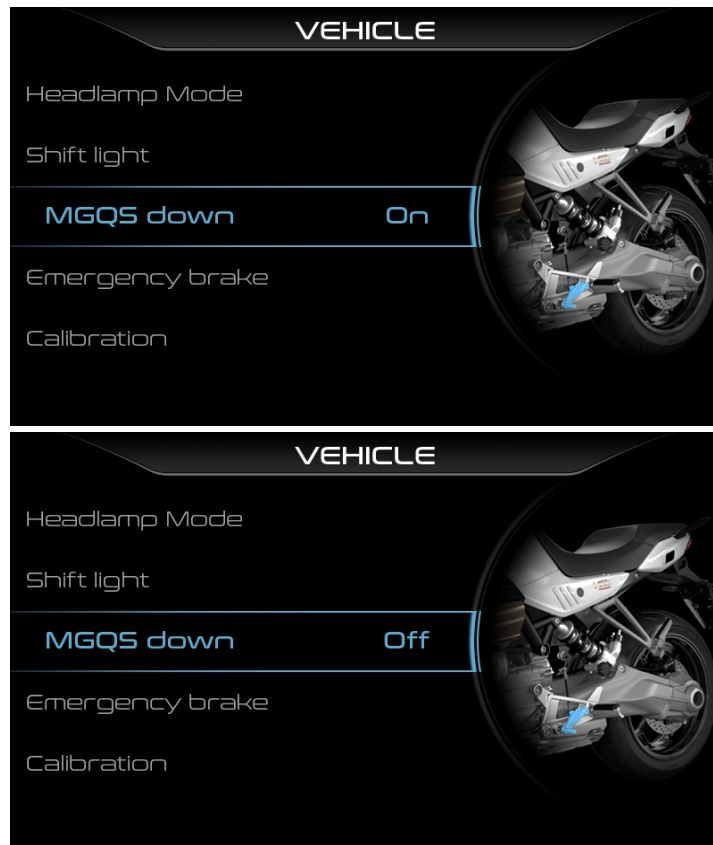 VEHICLE
Headlamp Mode
Shift light
MGQS down On
Emergency brake
Calibration
VEHICLE
Headlamp Mode
Shift light
MGQS down Off
Emergency brake
Calibration